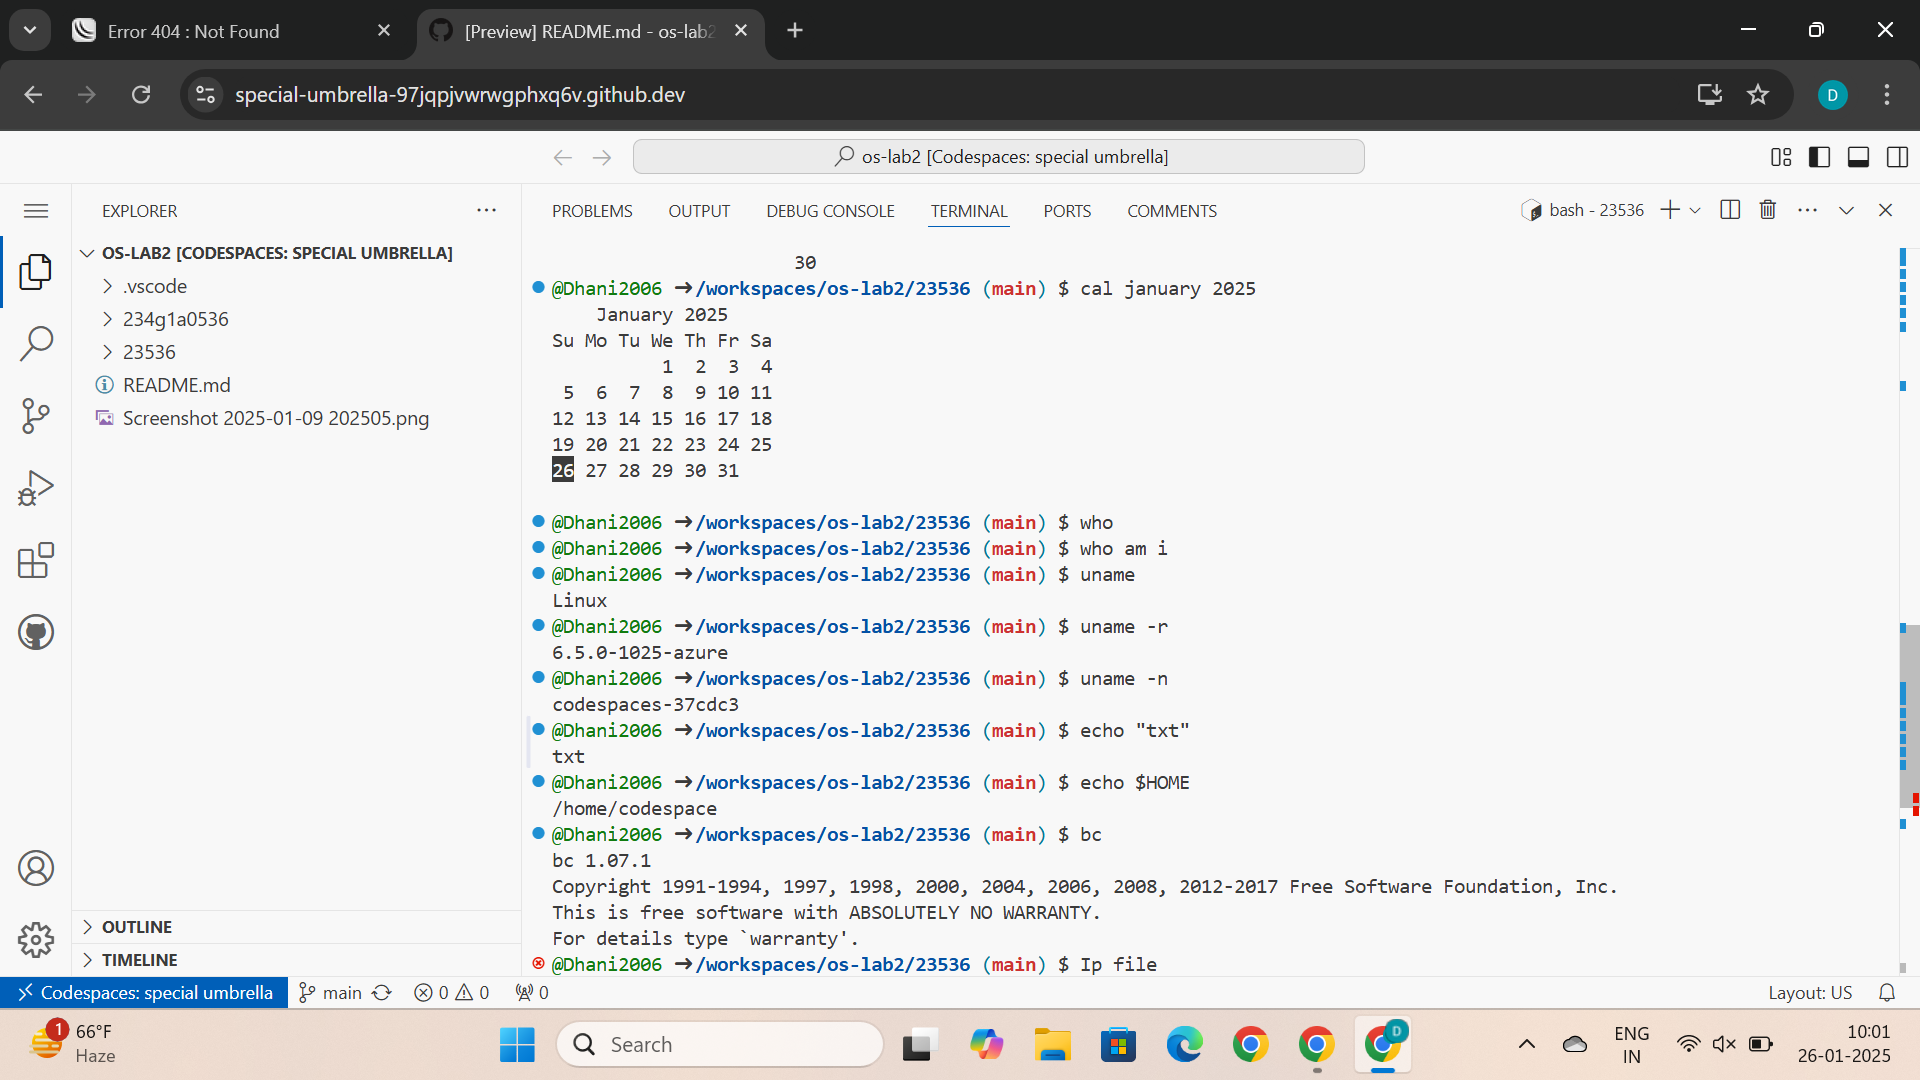 Error 404 : Not Found
[Preview] README.md - os-lab2
special-umbrella-97jqpjvwrwgphxq6v.github.dev
D
os-lab2 [Codespaces: special umbrella]
EXPLORER
OS-LAB2 [CODESPACES: SPECIAL UMBRELLA]
.vscode
234g1a0536
23536
README.md
Screenshot 2025-01-09 202505.png
OUTLINE
TIMELINE
PROBLEMS OUTPUT DEBUG CONSOLE TERMINAL PORTS COMMENTS
bash - 23536
30
@Dhani2006 ➜/workspaces/os-lab2/23536 (main) $ cal january 2025
January 2025
Su Mo Tu We Th Fr Sa
1 2 3 4
5 6 7 8 9 10 11
12 13 14 15 16 17 18
19 20 21 22 23 24 25
26 27 28 29 30 31
@Dhani2006 ➜/workspaces/os-lab2/23536 (main) $ who
@Dhani2006 ➜/workspaces/os-lab2/23536 (main) $ who am i
@Dhani2006 ➜/workspaces/os-lab2/23536 (main) $ uname
Linux
@Dhani2006 ➜/workspaces/os-lab2/23536 (main) $ uname -r
6.5.0-1025-azure
@Dhani2006 ➜/workspaces/os-lab2/23536 (main) $ uname -n
codespaces-37cdc3
@Dhani2006 ➜/workspaces/os-lab2/23536 (main) $ echo "txt"
txt
@Dhani2006 ➜/workspaces/os-lab2/23536 (main) $ echo $HOME
/home/codespace
@Dhani2006 ➜/workspaces/os-lab2/23536 (main) $ bc
bc 1.07.1
Copyright 1991-1994, 1997, 1998, 2000, 2004, 2006, 2008, 2012-2017 Free Software Foundation, Inc.
This is free software with ABSOLUTELY NO WARRANTY.
For details type `warranty'.
@Dhani2006 ➜/workspaces/os-lab2/23536 (main) $ Ip file
Codespaces: special umbrella
main
0 0
0
Layout: US
1
66°F
Haze
Search
D
ENG
IN
10:01
26-01-2025